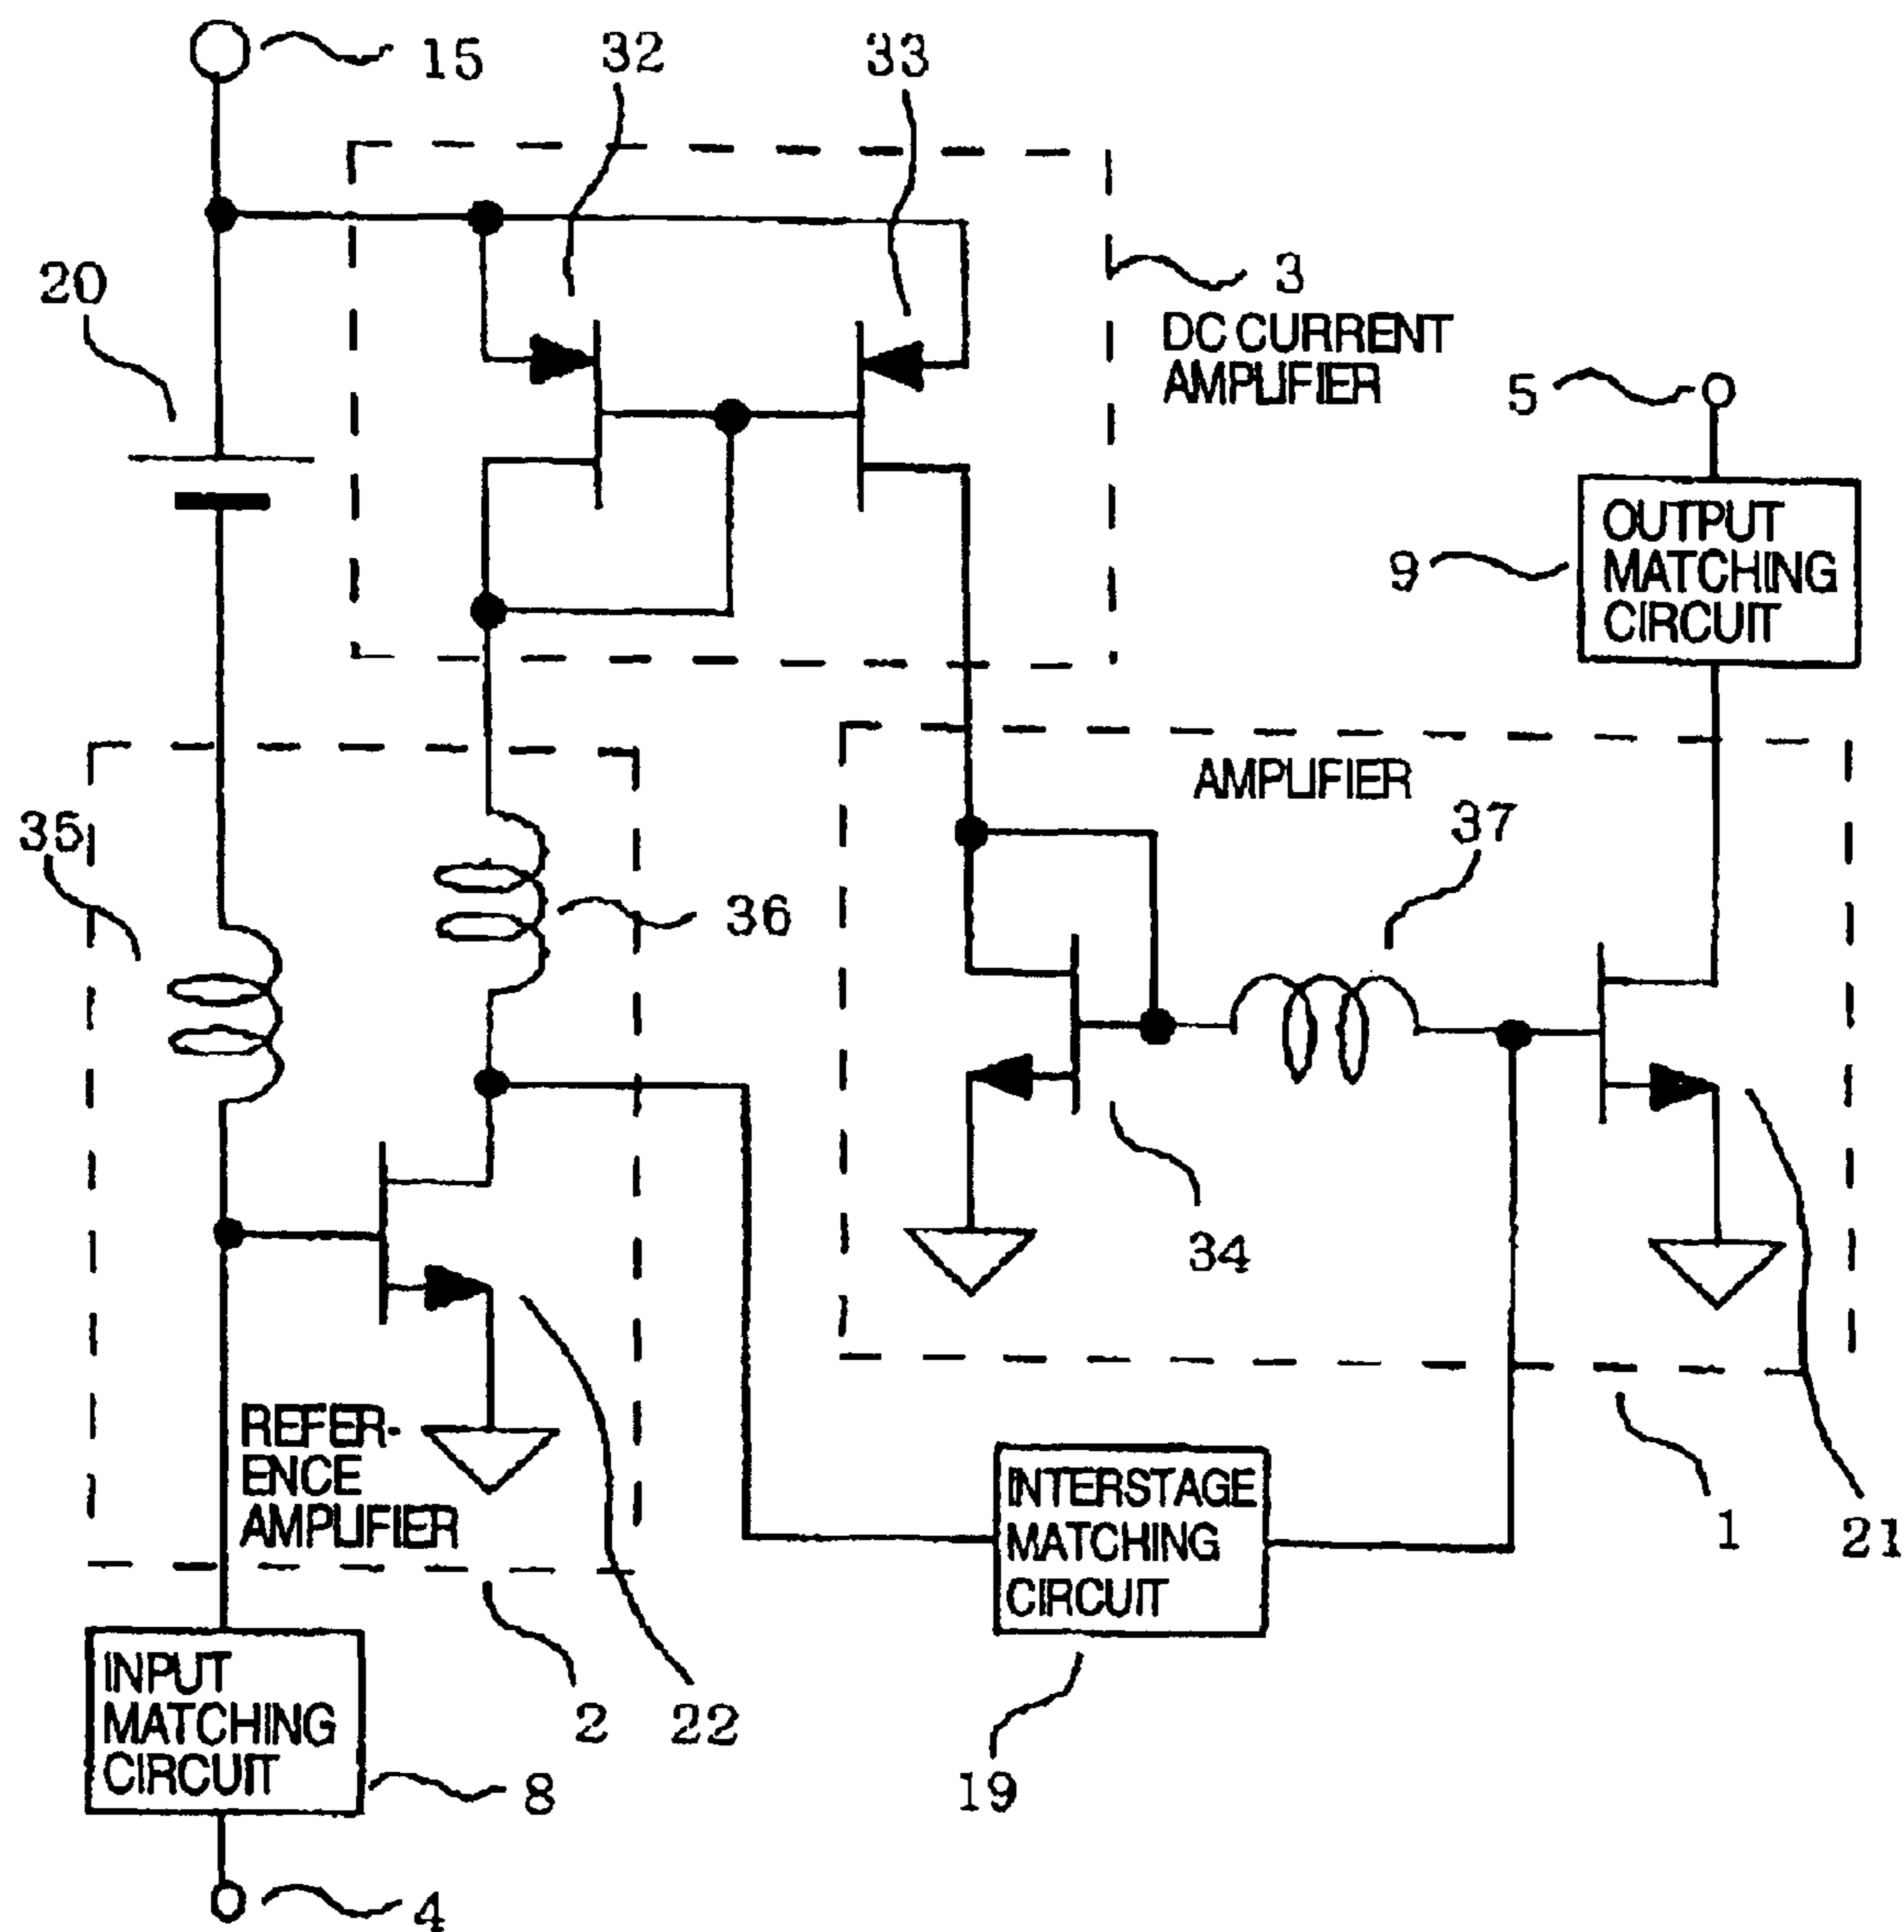 15
32
33
20
3
DC CURRENT
AMPLIFIER
5
OUTPUT
MATCHING
CIRCUIT
9
AMPLIFIER
37
35
36
34
REFER-
ENCE
AMPLIFIER
INTERSTAGE
MATCHING
CIRCUIT
1
21
INPUT
MATCHING
CIRCUIT
2
22
8
19
4